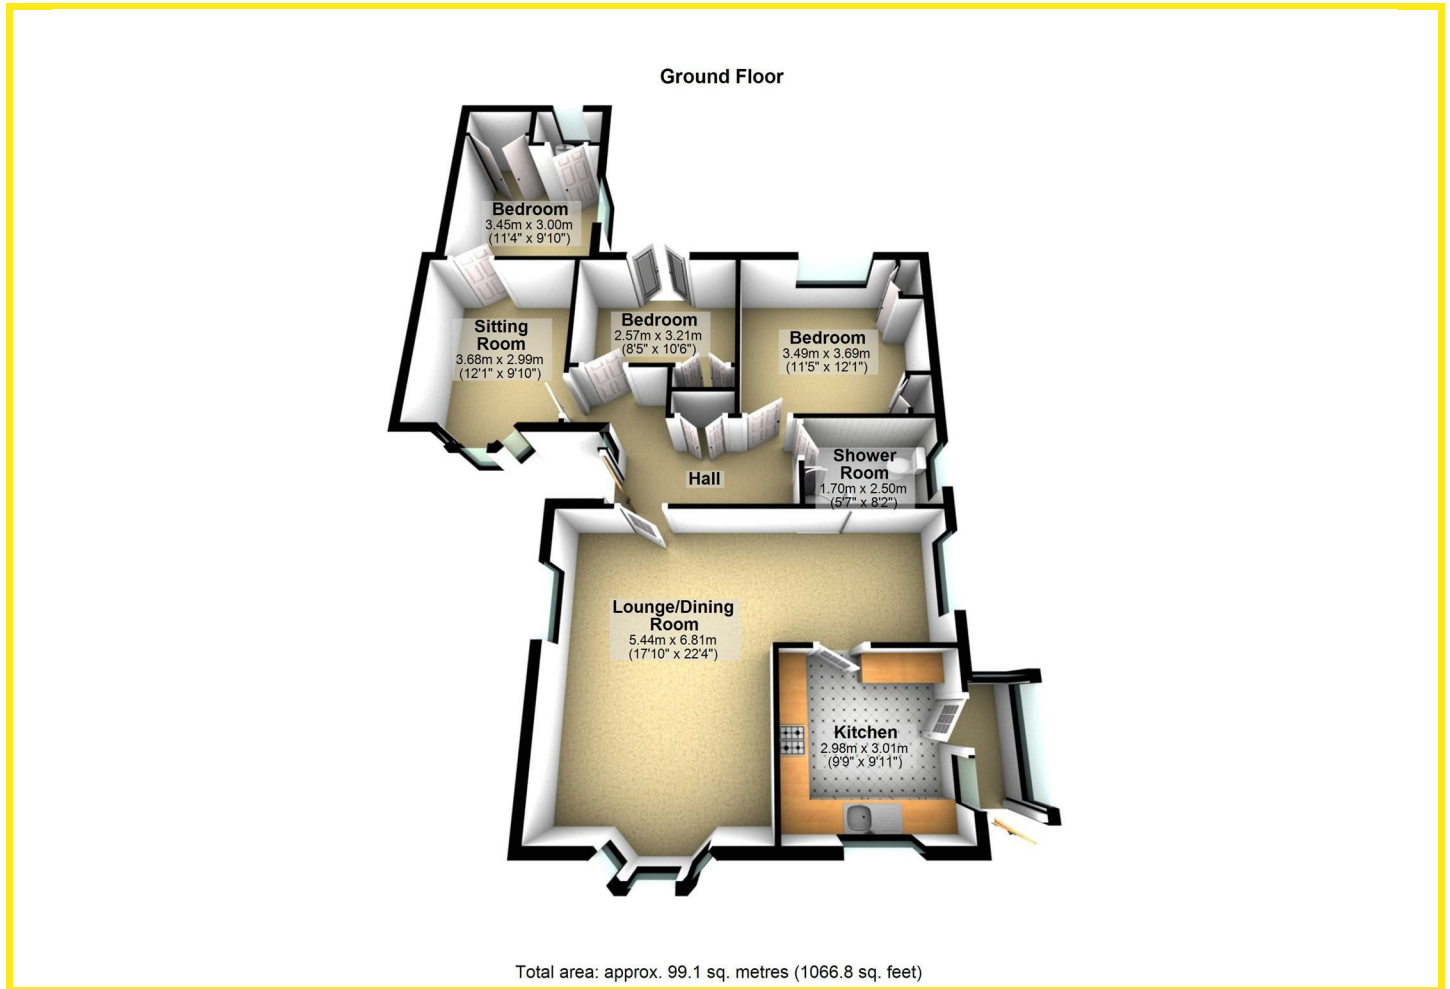 Ground Floor
Bedroom
3.45m x 3.00m
(11'4" x 9'10")
Sitting
Room
3.68m x 2.99m
(12'1" x 9'10")
Bedroom
2.57m x 3.21m
(8'5" x 10'6")
Bedroom
3.49m x 3.69m
(11'5" x 12'1")
Shower
Room
1.70m x 2.50m
(5'7" x 8'2")
Hall
Lounge/Dining
Room
5.44m x 6.81m
(17'10" x 22'4")
Kitchen
2.98m x 3.01m
(9'9" x 9'11")
Total area: approx. 99.1 sq. metres (1066.8 sq. feet)